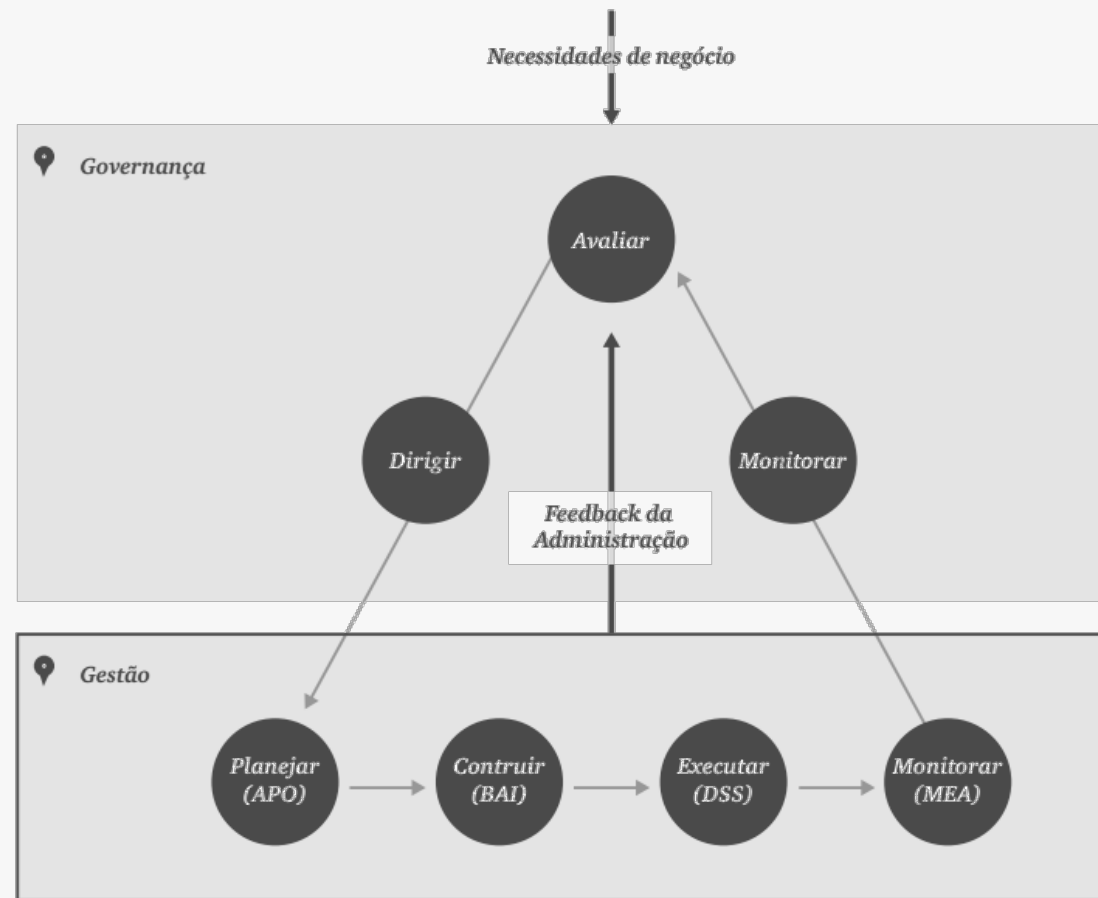 Necessidades de negócio
Governança
Avaliar
Dirigir
Monitorar
Feedback da
Administração
Gestão
Planejar
(APO)
Contruir
(BAI)
Executar
(DSS)
Monitorar
(MEA)